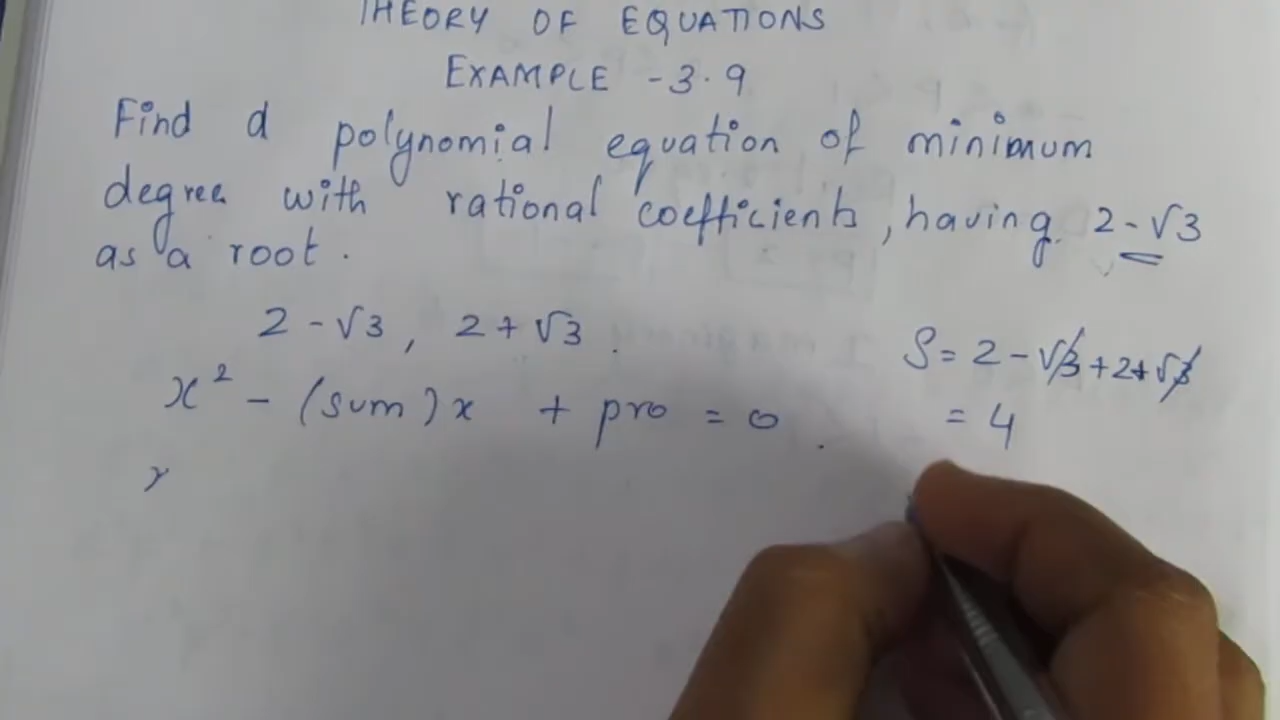 THEORY OF EQUATIONS
EXAMPLE - 3.9
Find a polynomial equation of minimum
degree with rational coefficients, having 2-√3
as a root.
2-√3, 2+√3.
S = 2-√3+2+√3
x² - (sum)x + pro = 0.
= 4
x